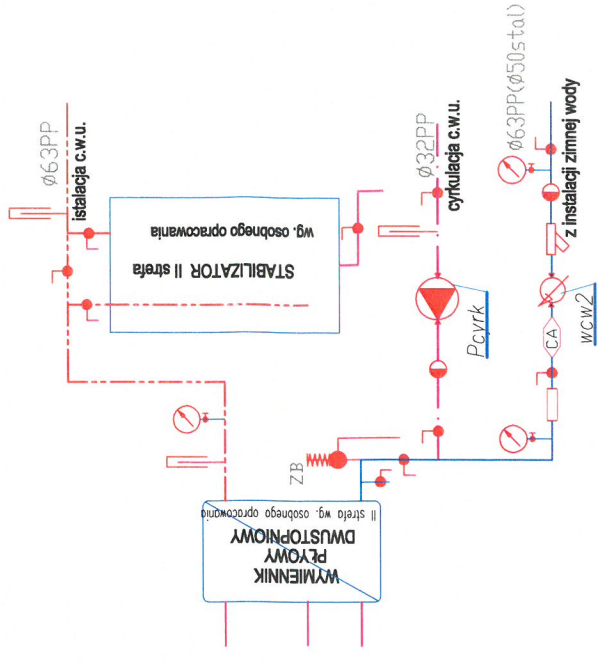 Ø63PP
istalacja c.w.u.
STABILIZATOR II strefa
wg. osobnego opracowania
Ø32PP
cyrkulacja c.w.u.
Ø63PP(Ø50stal)
z instalacji zimnej wody
Pcyrk
wcw2
CA
ZB
WYMIENNIK
PŁYOWY
DWUSTOPNIOWY
II strefa wg. osobnego opracowania